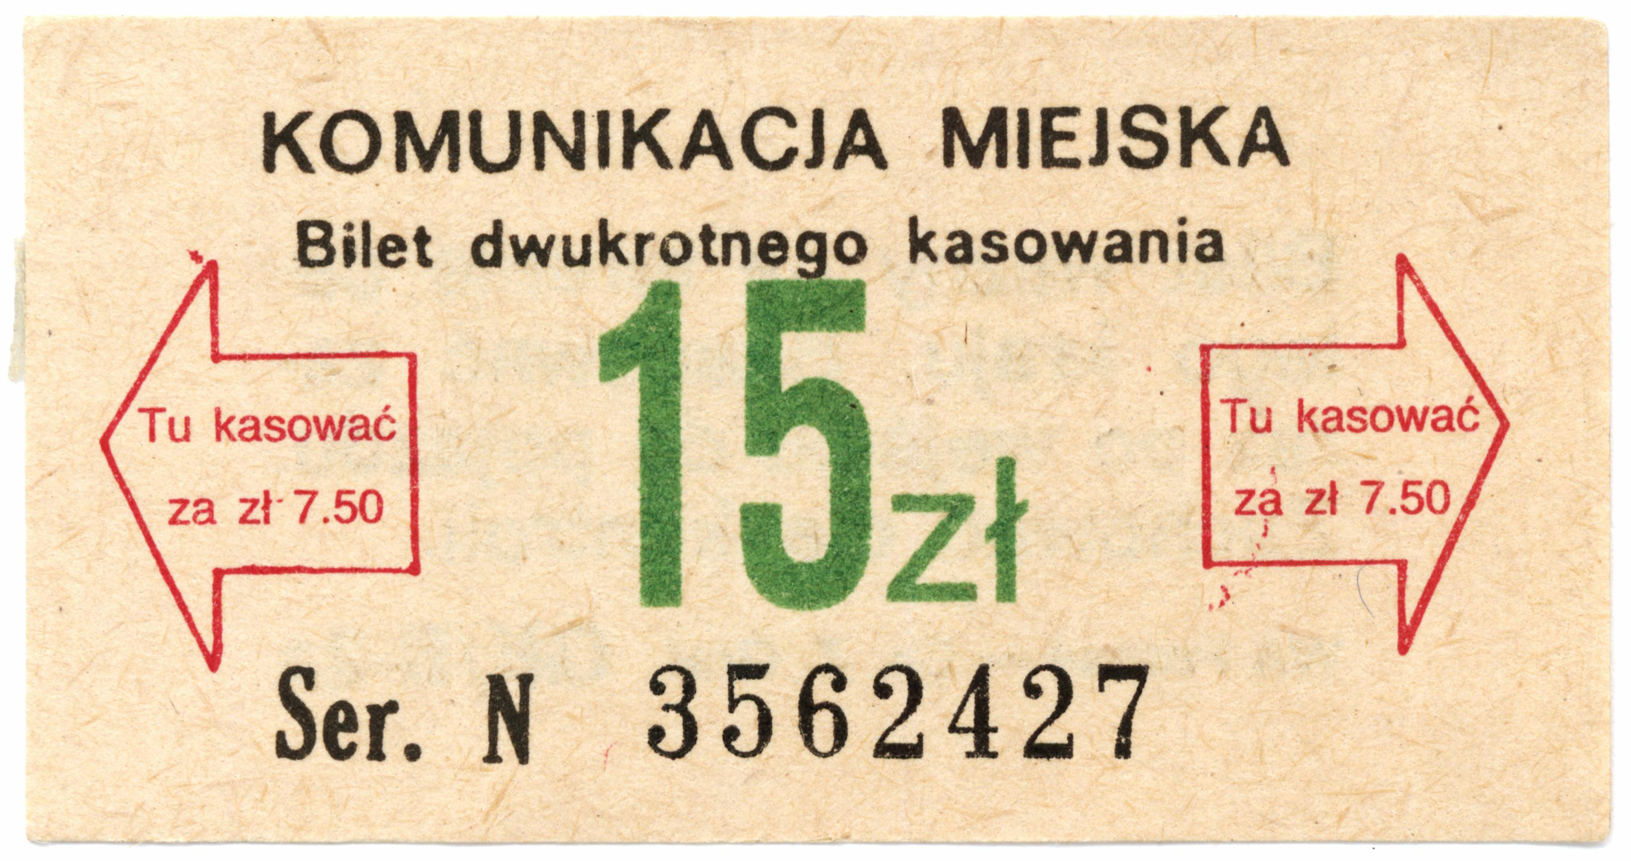 KOMUNIKACJA MIEJSKA
Bilet dwukrotnego kasowania
15 zł
Tu kasować
za zł 7.50
Tu kasować
za zł 7.50
Ser. N 3562427